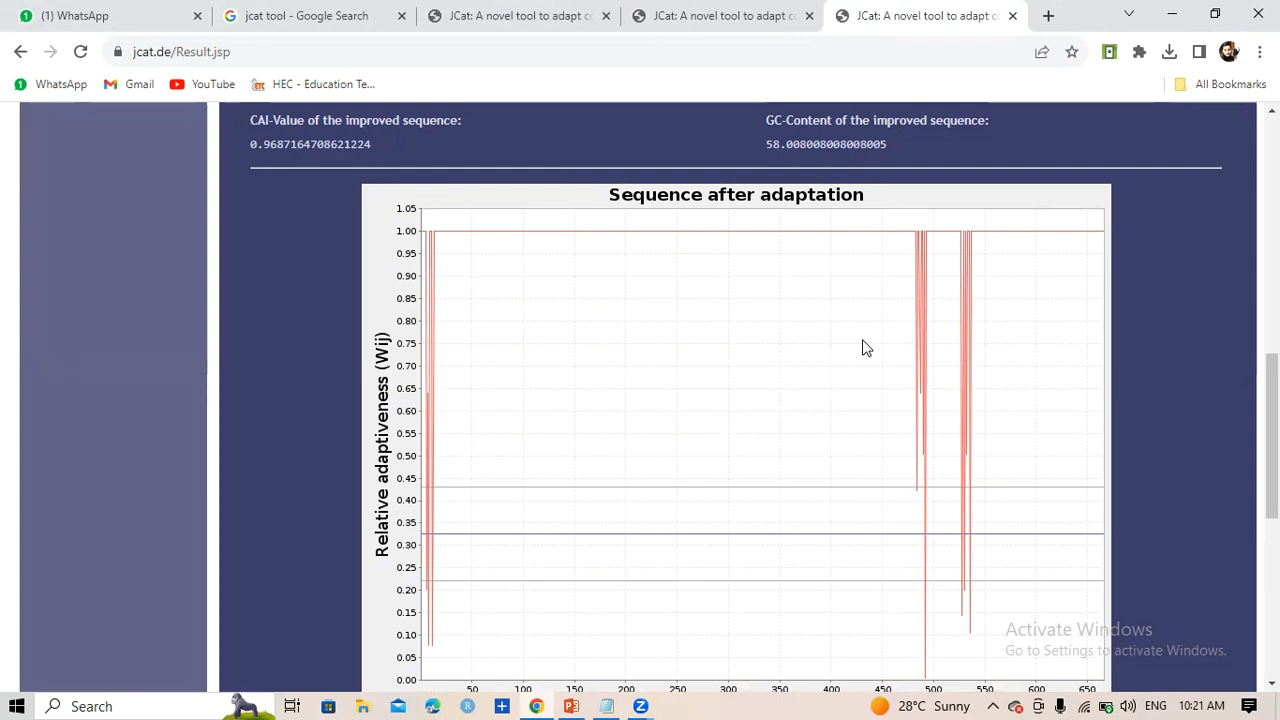 (1) WhatsApp
jcat tool - Google Search
JCat: A novel tool to adapt co
JCat: A novel tool to adapt co
JCat: A novel tool to adapt co
jcat.de/Result.jsp
WhatsApp
Gmail
YouTube
HEC - Education Te...
All Bookmarks
CAI-Value of the improved sequence:
GC-Content of the improved sequence:
0.9687164708621224
58.008008008008005
Sequence after adaptation
Relative adaptiveness (Wij)
1.05
1.00
0.95
0.90
0.85
0.80
0.75
0.70
0.65
0.60
0.55
0.50
0.45
0.40
0.35
0.30
0.25
0.20
0.15
0.10
0.05
0.00
50 100 150 200 250 300 350 400 450 500 550 600 650
Activate Windows
Go to Settings to activate Windows.
Search
28°C Sunny
ENG
10:21 AM